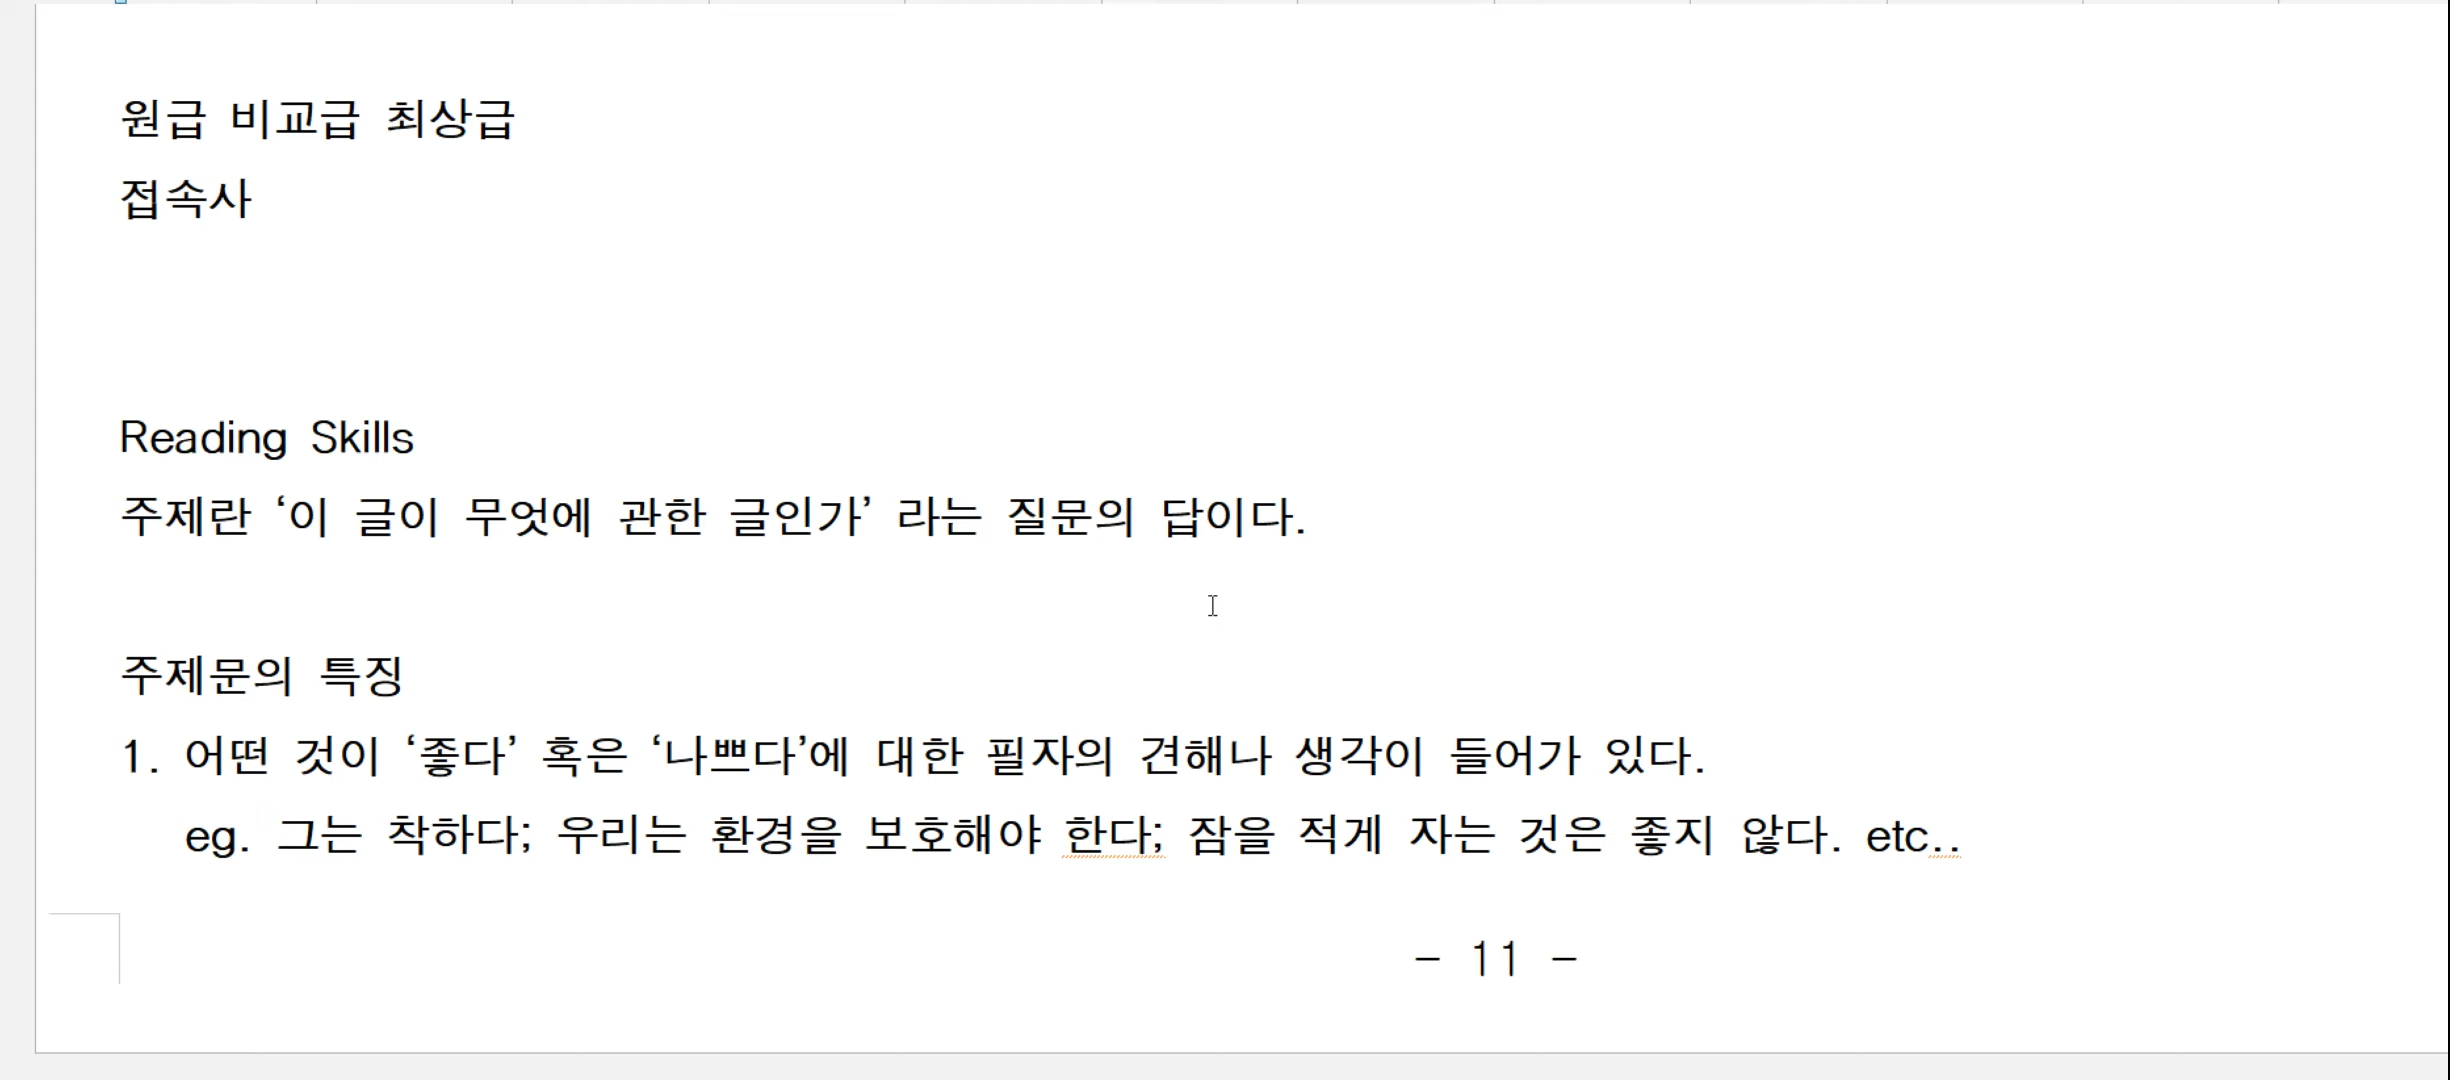 원급 비교급 최상급
접속사
Reading Skills
주제란 ‘이 글이 무엇에 관한 글인가’ 라는 질문의 답이다.
주제문의 특징
1. 어떤 것이 ‘좋다’ 혹은 ‘나쁘다’에 대한 필자의 견해나 생각이 들어가 있다.
eg. 그는 착하다; 우리는 환경을 보호해야 한다; 잠을 적게 자는 것은 좋지 않다. etc..
- 11 -